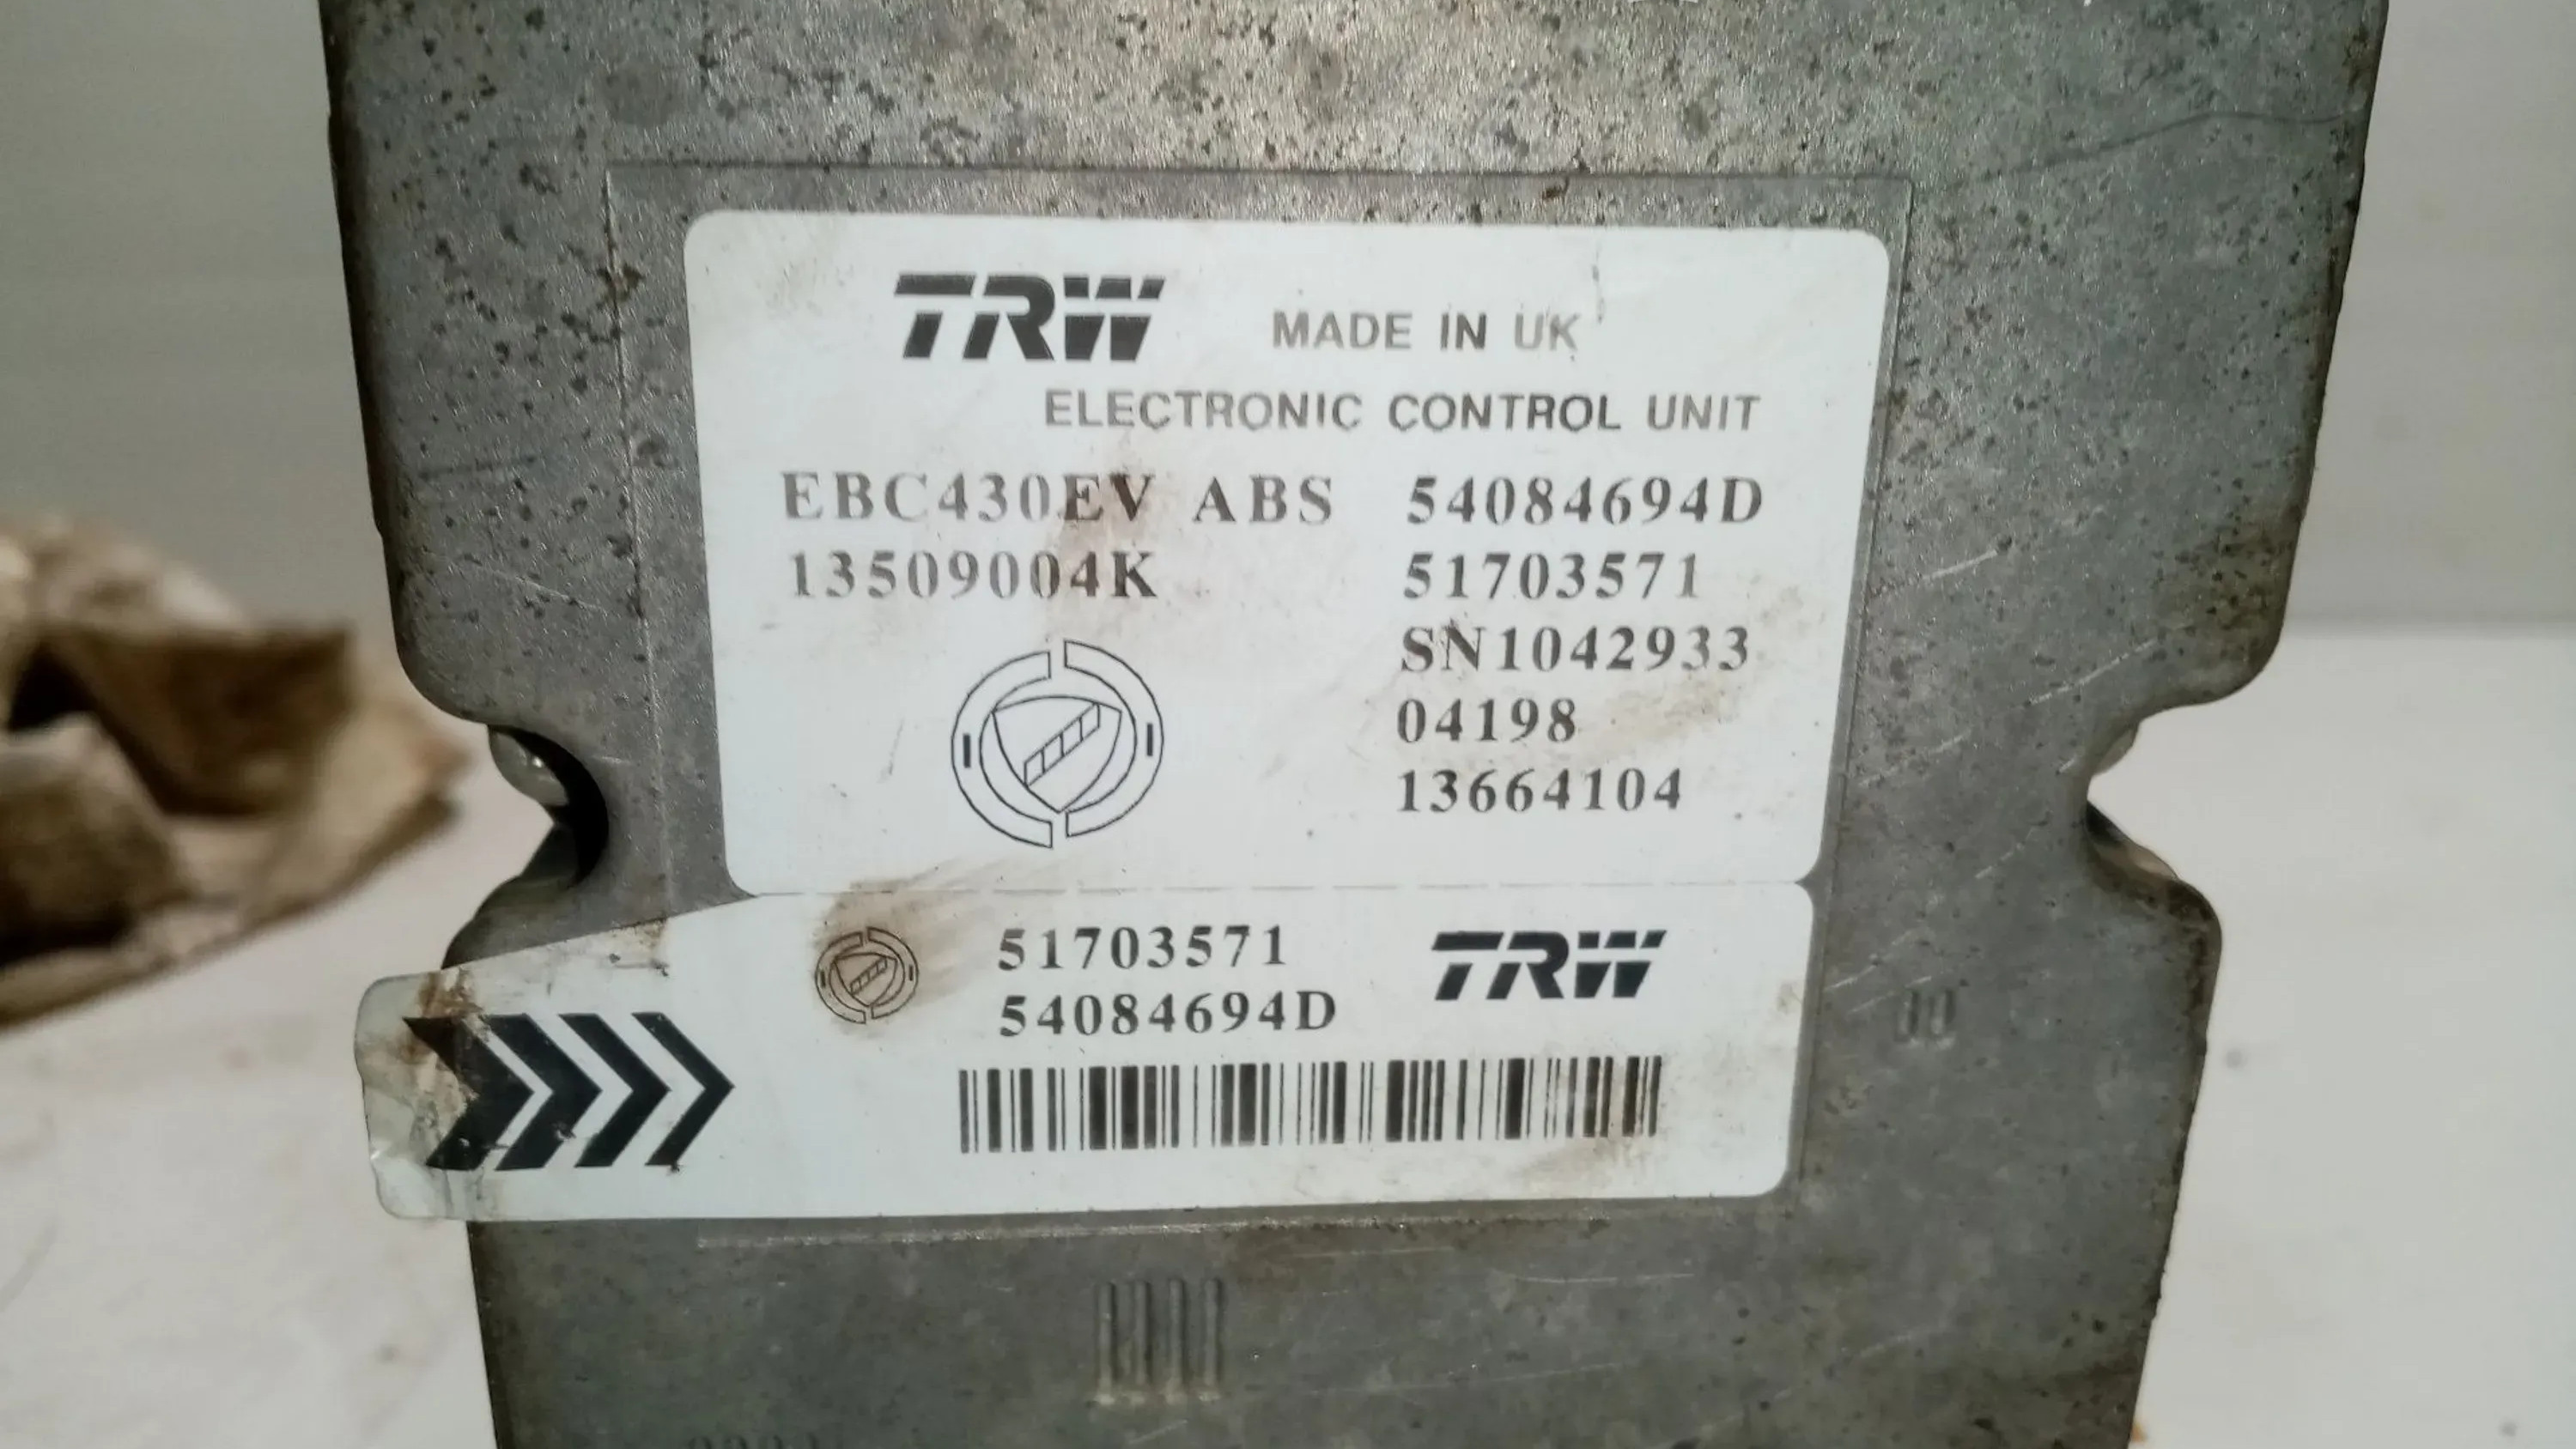 TRW MADE IN UK
ELECTRONIC CONTROL UNIT
EBC430EV ABS 54084694D
13509004K 51703571
SN1042933
04198
13664104
51703571 TRW
54084694D